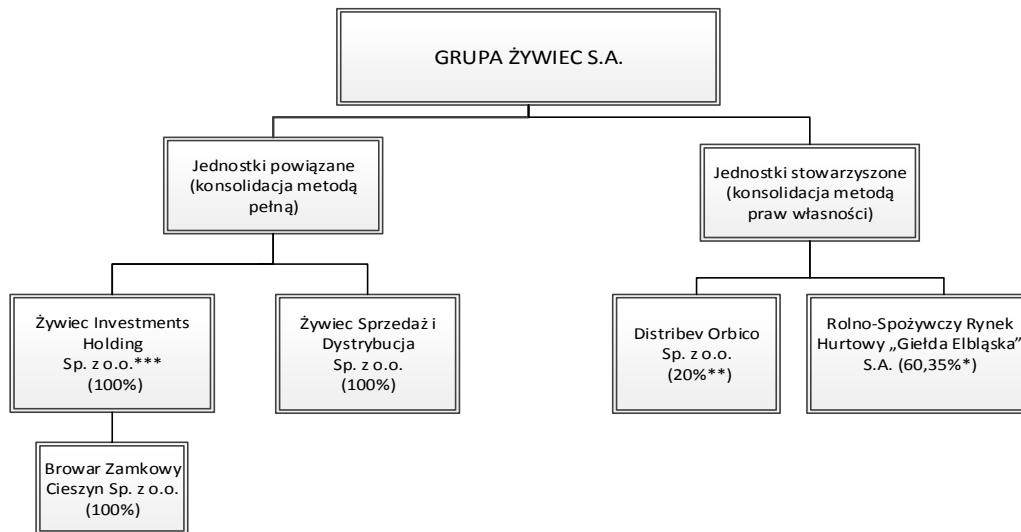 GRUPA ŻYWIEC S.A.
Jednostki powiązane
(konsolidacja metodą
pełną)
Jednostki stowarzyszone
(konsolidacja metodą
praw własności)
Żywiec Investments
Holding
Sp. z o.o.***
(100%)
Żywiec Sprzedaż i
Dystrybucja
Sp. z o.o.
(100%)
Distribev Orbico
Sp. z o.o.
(20%**)
Rolno-Spożywczy Rynek
Hurtowy „Giełda Elbląska”
S.A. (60,35%*)
Browar Zamkowy
Cieszyn Sp. z o.o.
(100%)